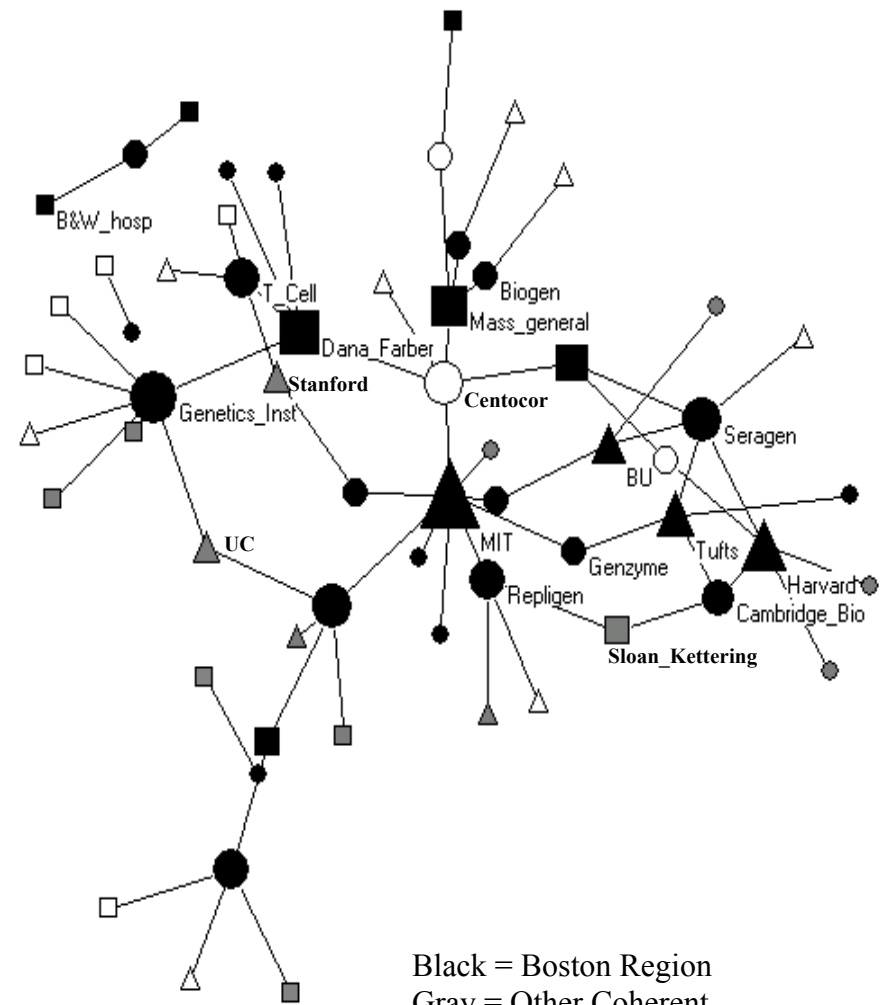 B&W_hosp
T_Cell
Biogen
Mass_general
Dana_Farber
Stanford
Centocor
Genetics_Inst
Seragen
BU
UC
MIT
Tufts
Genzyme
Harvard
Repligen
Cambridge_Bio
Sloan_Kettering
Black = Boston Region
Gray = Other Coherent